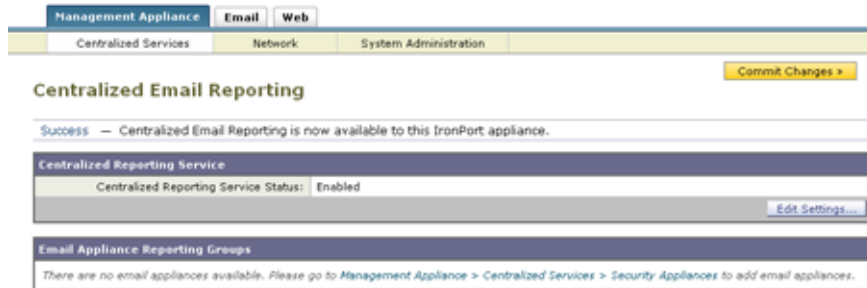 Management Appliance Email Web
Centralized Services Network System Administration
Commit Changes »
Centralized Email Reporting
Success — Centralized Email Reporting is now available to this IronPort appliance.
Centralized Reporting Service
Centralized Reporting Service Status: Enabled
Edit Settings...
Email Appliance Reporting Groups
There are no email appliances available. Please go to Management Appliance > Centralized Services > Security Appliances to add email appliances.